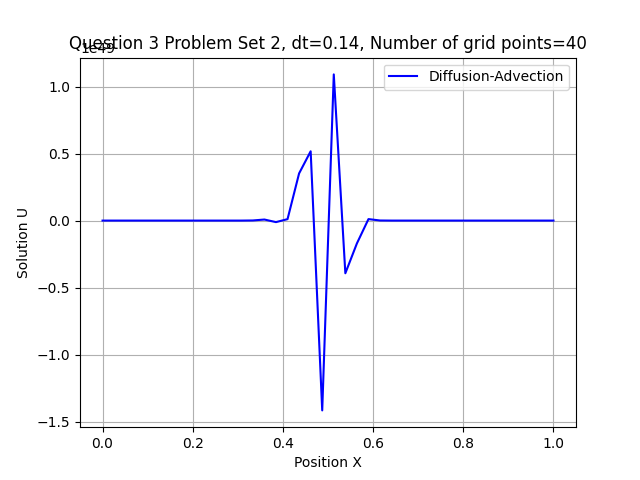 Question 3 Problem Set 2, dt=0.14, Number of grid points=40
1e49
Diffusion-Advection
1.0
0.5
0.0
−0.5
−1.0
−1.5
Solution U
0.0 0.2 0.4 0.6 0.8 1.0
Position X